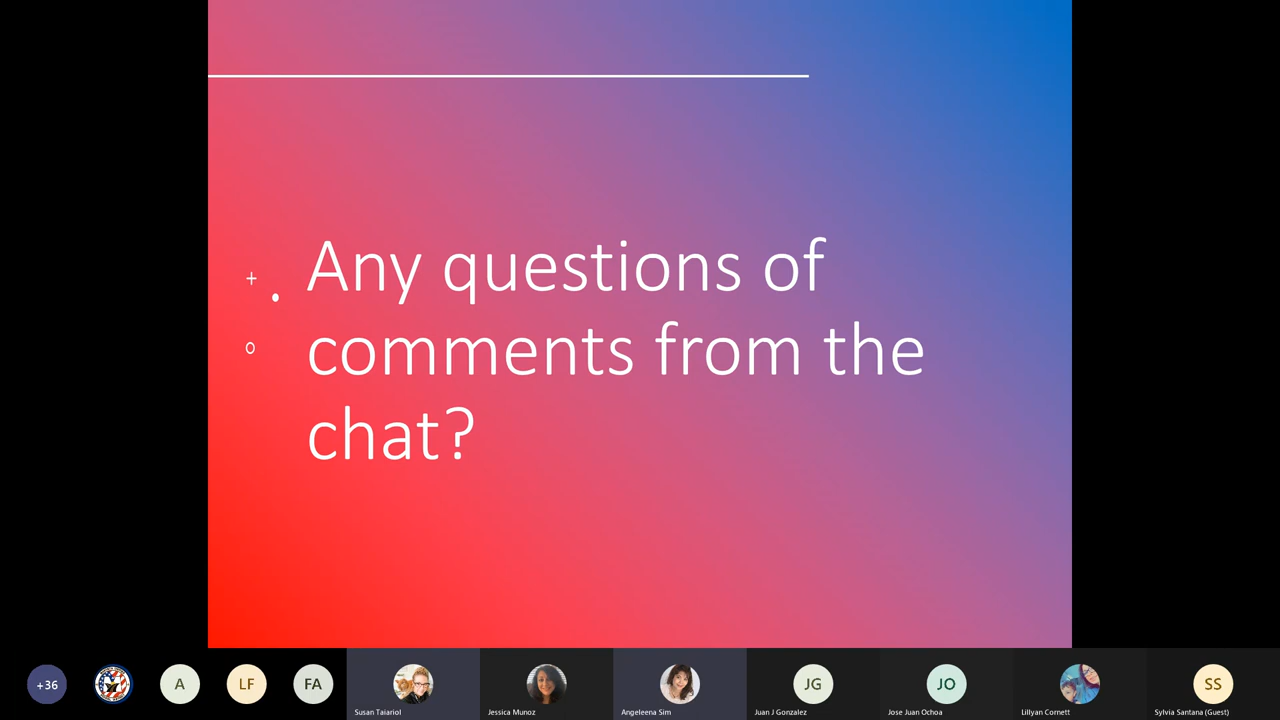 +
.
o
Any questions of
comments from the
chat?
+36
A
LF
FA
JG
JO
SS
Susan Taiariol
Jessica Munoz
Angeleena Sim
Juan J Gonzalez
Jose Juan Ochoa
Lillyan Cornett
Sylvia Santana (Guest)